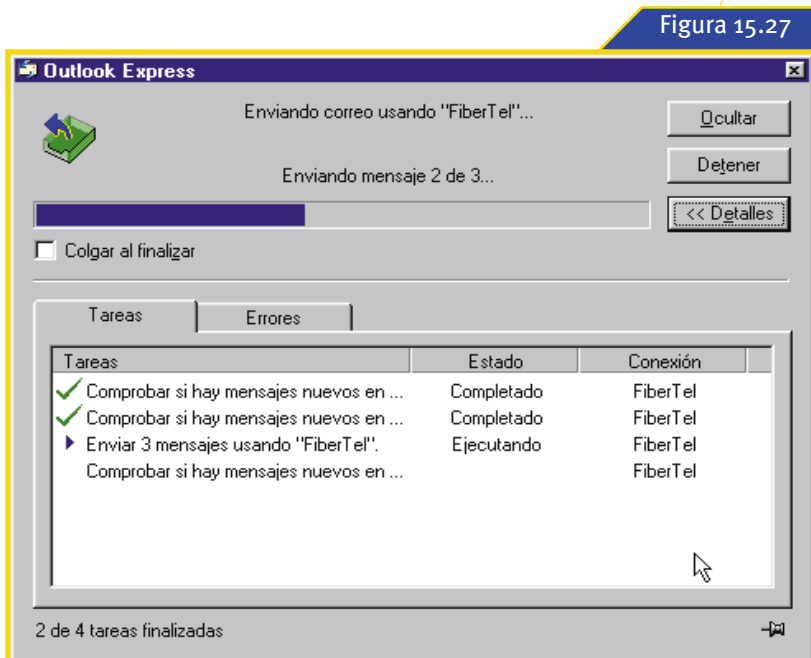 Figura 15.27
Outlook Express
Enviando correo usando "FiberTel"...
Ocultar
Enviando mensaje 2 de 3...
Detener
<< Detalles
Colgar al finalizar
Tareas Errores
Tareas Estado Conexión
Comprobar si hay mensajes nuevos en ... Completado FiberTel
Comprobar si hay mensajes nuevos en ... Completado FiberTel
Enviar 3 mensajes usando "FiberTel". Ejecutando FiberTel
Comprobar si hay mensajes nuevos en ... FiberTel
2 de 4 tareas finalizadas